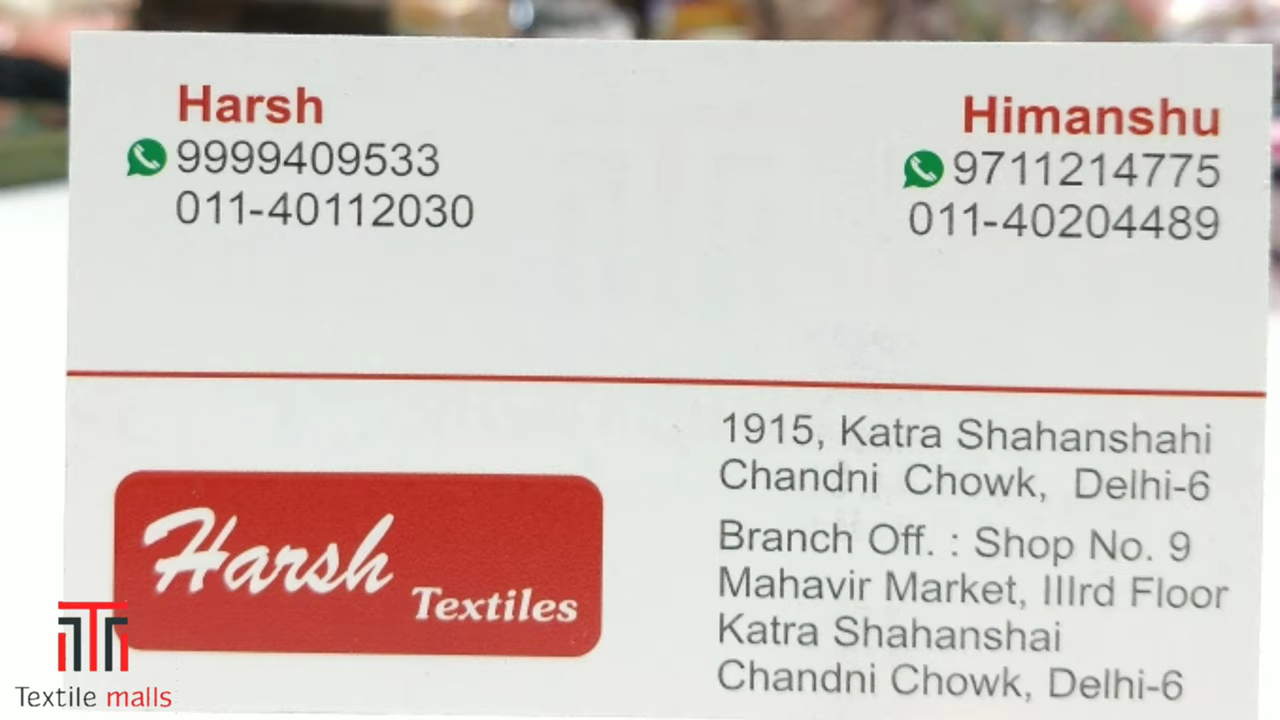 Harsh
9999409533
011-40112030
Himanshu
9711214775
011-40204489
Harsh
Textiles
1915, Katra Shahanshahi
Chandni Chowk, Delhi-6
Branch Off. : Shop No. 9
Mahavir Market, IIIrd Floor
Katra Shahanshai
Chandni Chowk, Delhi-6
Textile malls